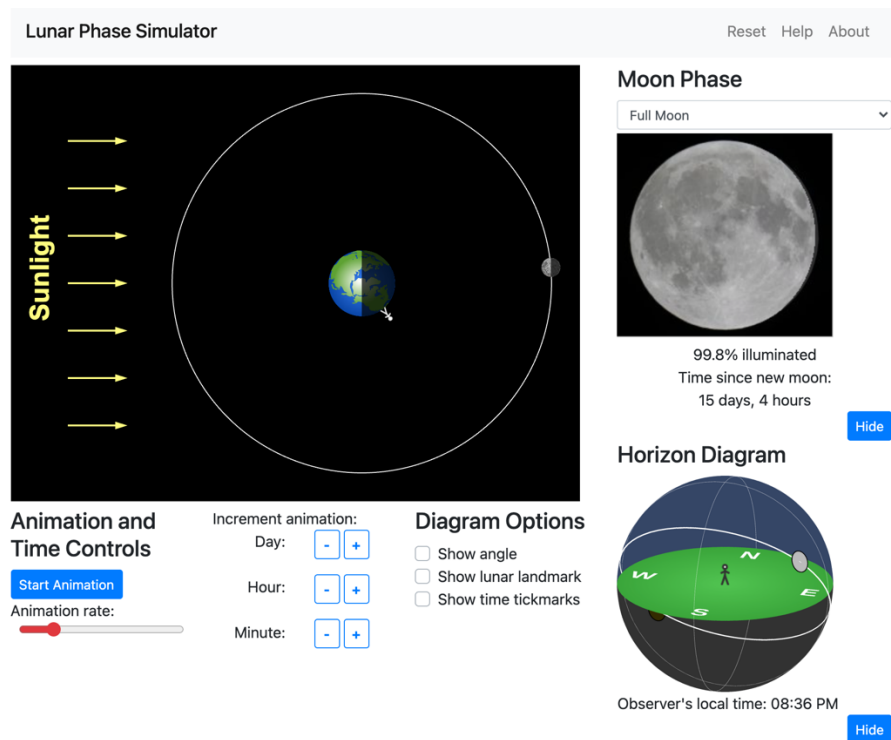 Lunar Phase Simulator
Reset Help About
Sunlight
Moon Phase
Full Moon
99.8% illuminated
Time since new moon:
15 days, 4 hours
Hide
Horizon Diagram
N
W
E
S
Observer's local time: 08:36 PM
Hide
Animation and
Time Controls
Start Animation
Animation rate:
Increment animation:
Day: - +
Hour: - +
Minute: - +
Diagram Options
Show angle
Show lunar landmark
Show time tickmarks